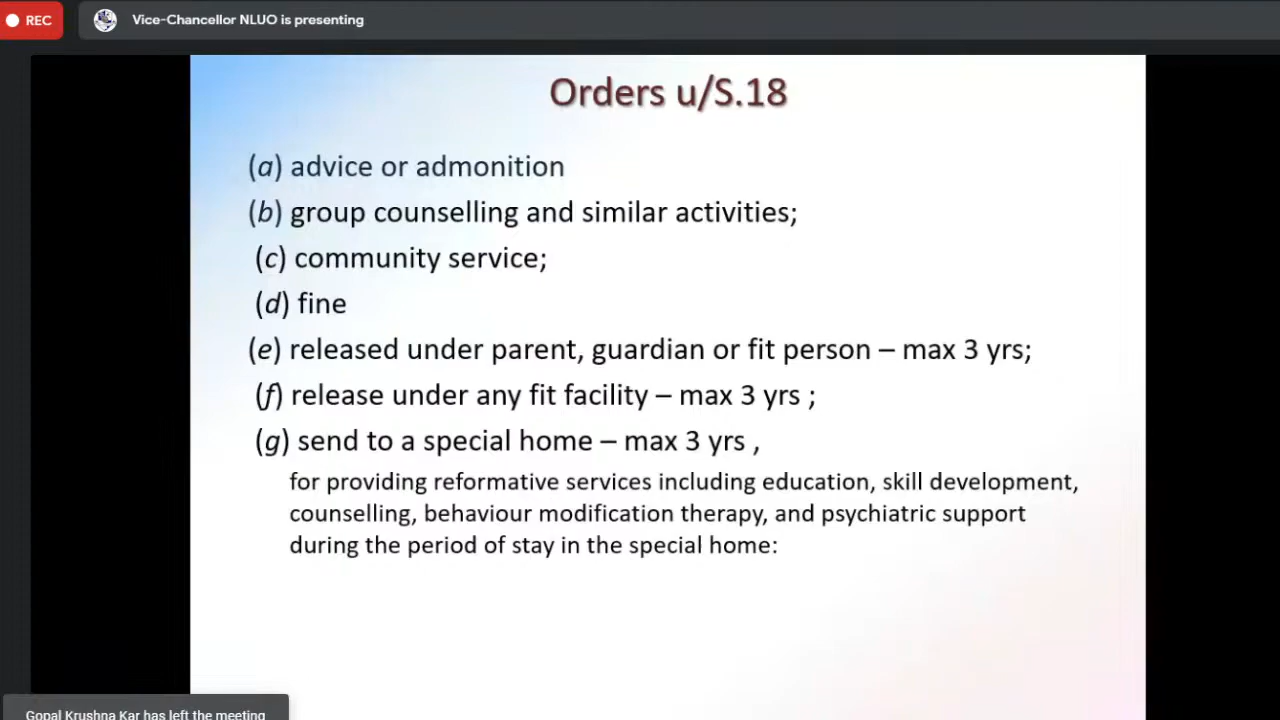 REC
Vice-Chancellor NLUO is presenting
Orders u/S.18
(a) advice or admonition
(b) group counselling and similar activities;
(c) community service;
(d) fine
(e) released under parent, guardian or fit person – max 3 yrs;
(f) release under any fit facility – max 3 yrs ;
(g) send to a special home – max 3 yrs ,
for providing reformative services including education, skill development,
counselling, behaviour modification therapy, and psychiatric support
during the period of stay in the special home:
Gopal Krushna Kar has left the meeting